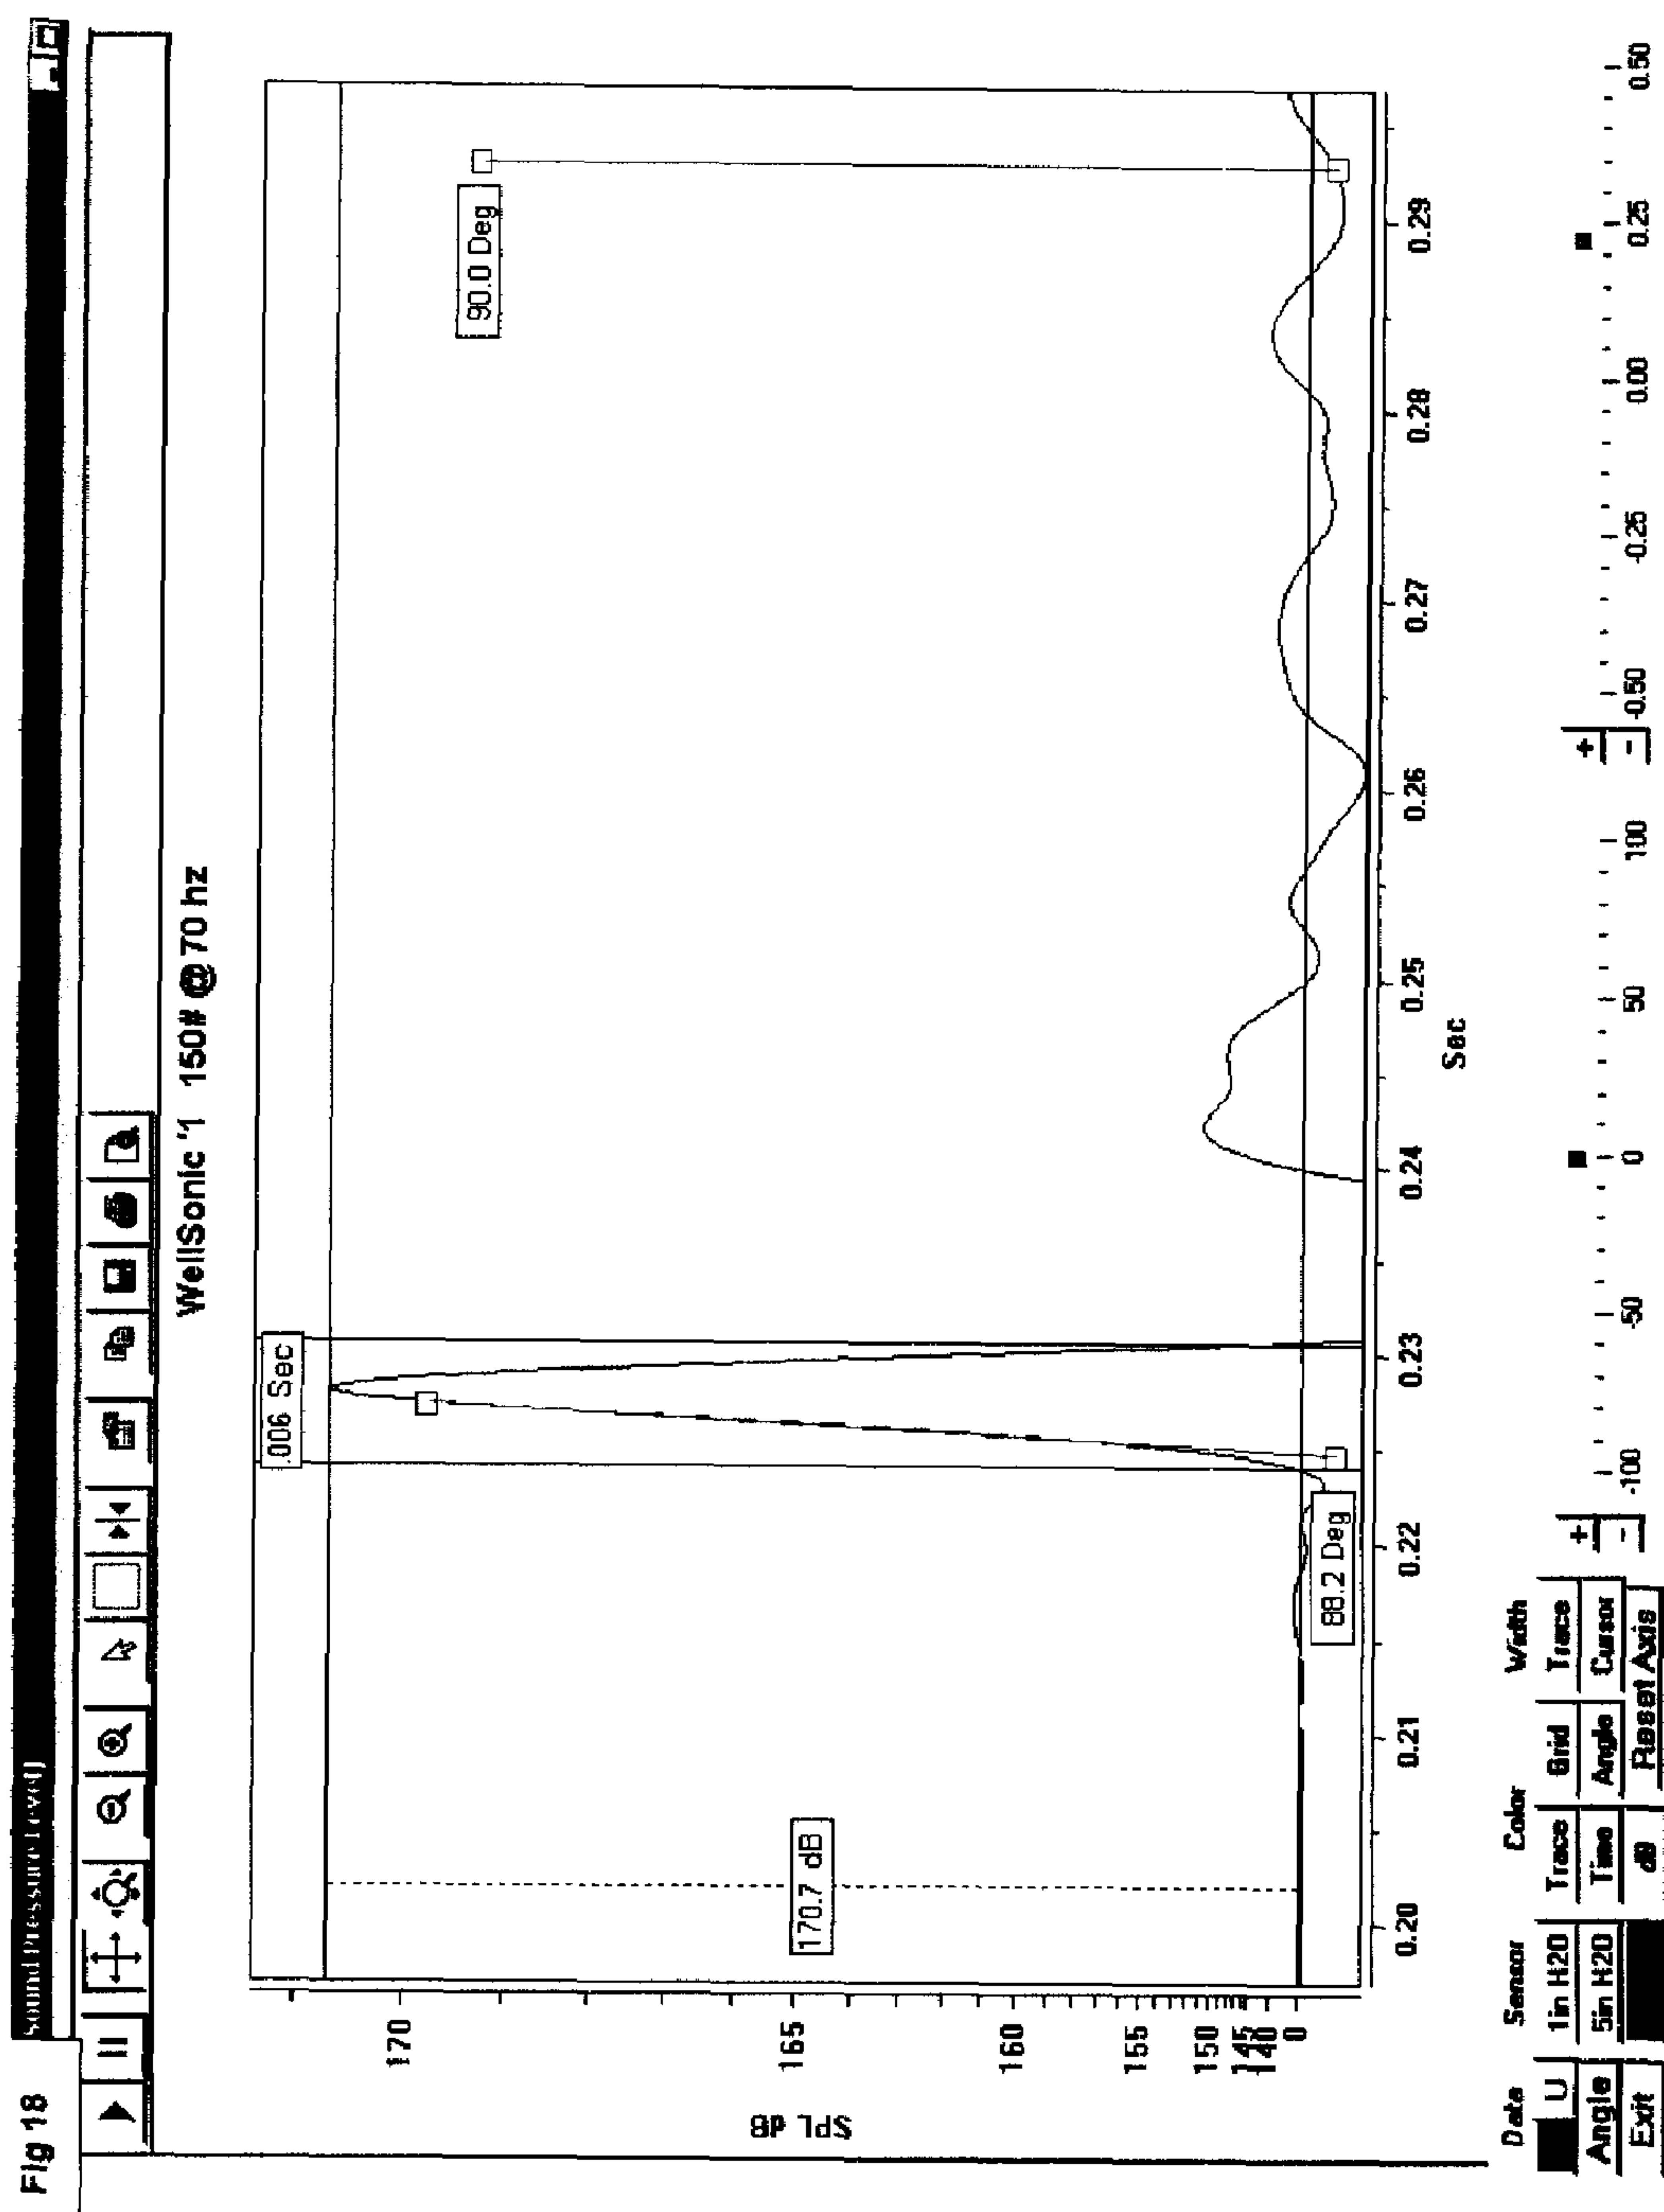 Fig 18
Sound Pressure Level]
WellSonic '1 150# @ 70 hz
.006 Sec
90.0 Deg
170.7 dB
88.2 Deg
SPL dB
170
165
160
155
150
145
140
0
0.20 0.21 0.22 0.23 0.24 0.25 0.26 0.27 0.28 0.29
Sec
Data Sensor Color Width
U 1in H2O Trace Grid Trace
Angle 5in H2O Time Angle Cursor
Exit dB Reset Axis
+
-
-100 -50 0 50 100
+
-
-0.50 -0.25 0.00 0.25 0.50